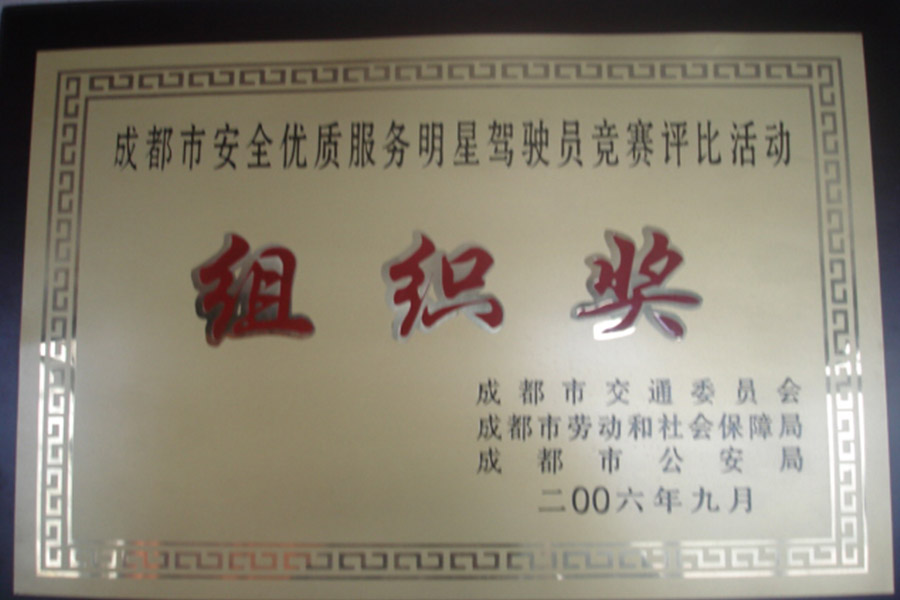 成都市安全优质服务明星驾驶员竞赛评比活动
组织奖
成都市交通委员会
成都市劳动和社会保障局
成都市公安局
二00六年九月